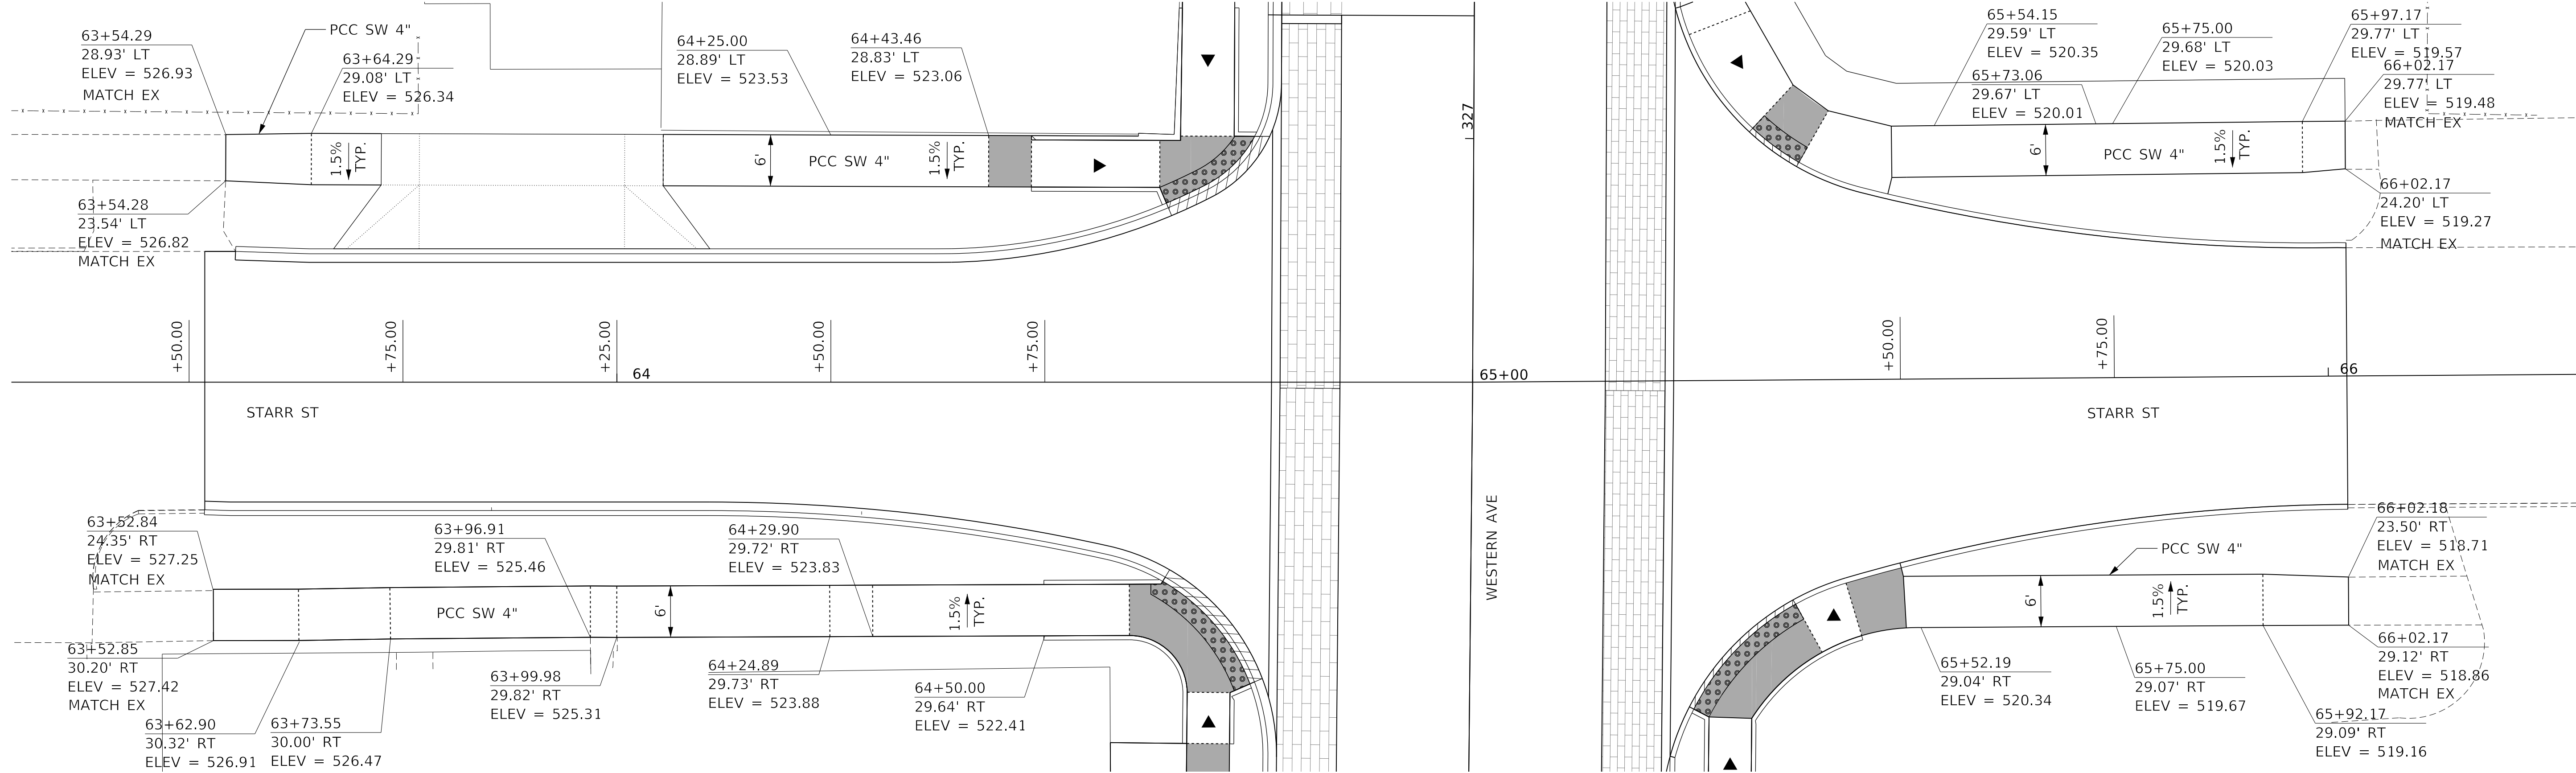 63+54.29
28.93' LT
ELEV = 526.93
MATCH EX
PCC SW 4"
63+64.29
29.08' LT
ELEV = 526.34
64+25.00
28.89' LT
ELEV = 523.53
64+43.46
28.83' LT
ELEV = 523.06
65+54.15
29.59' LT
ELEV = 520.35
65+73.06
29.67' LT
ELEV = 520.01
65+75.00
29.68' LT
ELEV = 520.03
65+97.17
29.77' LT
ELEV = 519.57
66+02.17
29.77' LT
ELEV = 519.48
MATCH EX
327
1.5%
TYP.
6'
PCC SW 4"
1.5%
TYP.
6'
PCC SW 4"
1.5%
TYP.
63+54.28
23.54' LT
ELEV = 526.82
MATCH EX
66+02.17
24.20' LT
ELEV = 519.27
MATCH EX
+50.00
+75.00
+25.00
+50.00
+75.00
+50.00
+75.00
64
65+00
66
STARR ST
STARR ST
WESTERN AVE
63+52.84
24.35' RT
ELEV = 527.25
MATCH EX
63+96.91
29.81' RT
ELEV = 525.46
64+29.90
29.72' RT
ELEV = 523.83
PCC SW 4"
66+02.18
23.50' RT
ELEV = 518.71
MATCH EX
PCC SW 4"
6'
1.5%
TYP.
6'
1.5%
TYP.
63+52.85
30.20' RT
ELEV = 527.42
MATCH EX
63+62.90
30.32' RT
ELEV = 526.91
63+73.55
30.00' RT
ELEV = 526.47
63+99.98
29.82' RT
ELEV = 525.31
64+24.89
29.73' RT
ELEV = 523.88
64+50.00
29.64' RT
ELEV = 522.41
65+52.19
29.04' RT
ELEV = 520.34
65+75.00
29.07' RT
ELEV = 519.67
66+02.17
29.12' RT
ELEV = 518.86
MATCH EX
65+92.17
29.09' RT
ELEV = 519.16